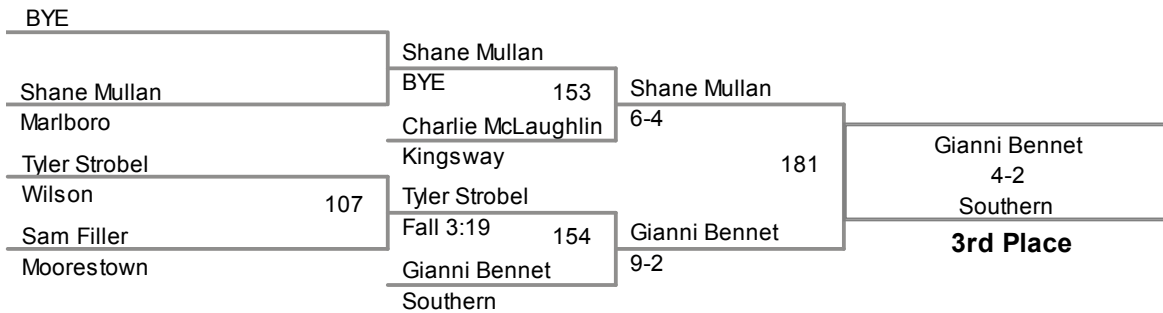 BYE
Shane Mullan
Marlboro
Tyler Strobel
Wilson
107
Sam Filler
Moorestown
Shane Mullan
BYE
153
Charlie McLaughlin
Kingsway
Tyler Strobel
Fall 3:19
154
Gianni Bennet
Southern
Shane Mullan
6-4
181
Gianni Bennet
9-2
Gianni Bennet
4-2
Southern
3rd Place